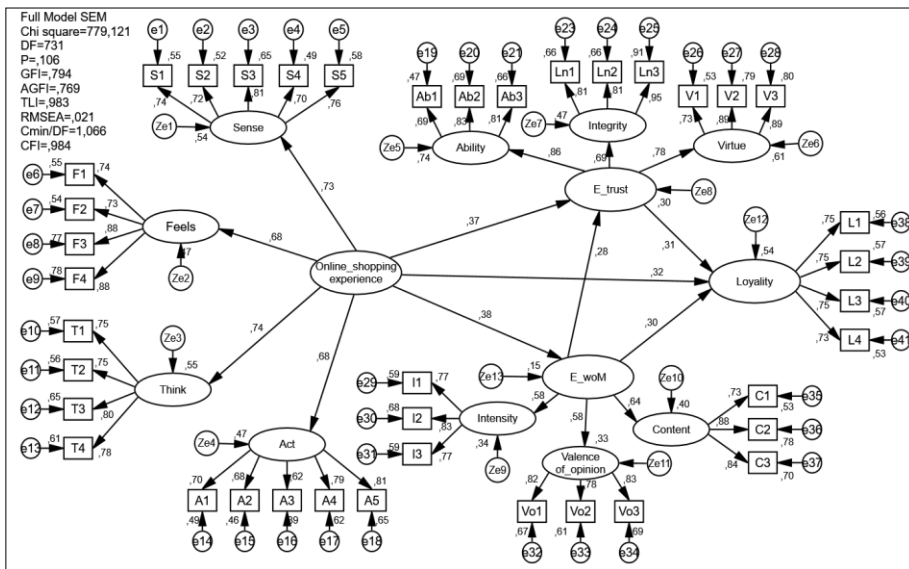 Full Model SEM
Chi square=779,121
DF=731
P=,106
GFI=,794
AGFI=,769
TLI=,983
RMSEA=,021
Cmin/DF=1,066
CFI=,984
e1 e2 e3 e4 e5
,55 ,52 ,65 ,49 ,58
S1 S2 S3 S4 S5
,74 ,72 ,81 ,70 ,76
Ze1 Sense
,54
e19 e20 e21
,47 ,69 ,66
Ab1 Ab2 Ab3
,69 ,83 ,81
Ze5 Ability
,74
e23 e24 e25
,66 ,66 ,91
Ln1 Ln2 Ln3
,81 ,81 ,95
Ze7 ,47 Integrity
e26 e27 e28
,53 ,79 ,80
V1 V2 V3
,73 ,89 ,89
Virtue Ze6
,61
,86 ,69 ,78
E_trust Ze8
,30
e6 ,55 F1 ,74
e7 ,54 F2 ,73
e8 ,77 F3 ,88
e9 ,78 F4 ,88
Feels
Ze2
,73
,68
,37
,28
,31
Online_shopping
experience
,32
,38
,30
Ze12
,54
Loyality
,75 L1 ,56 e38
,75 L2 ,57 e39
,75 L3 ,57 e40
,73 L4 ,53 e41
,74
,68
e10 ,57 T1 ,75
e11 ,56 T2 ,75
e12 ,65 T3 ,80
e13 ,61 T4 ,78
Ze3
,55
Think
Ze13 ,15 E_woM
,58 ,58 ,64
Ze10
,40
Content
,73 C1 ,53 e35
,88 C2 ,78 e36
,84 C3 ,70 e37
e29 ,59 I1 ,77
e30 ,68 I2 ,83
e31 ,59 I3 ,77
Intensity
,34
Ze9
Ze4 ,47
Act
,70 ,68 ,62 ,79 ,81
A1 A2 A3 A4 A5
,49 ,46 ,62 ,65
e14 e15 e16 e17 e18
,33
Valence
of_opinion
Ze11
,82 ,78 ,83
Vo1 Vo2 Vo3
,67 ,61 ,69
e32 e33 e34